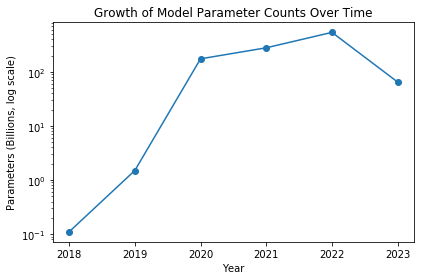 Growth of Model Parameter Counts Over Time
Parameters (Billions, log scale)
10²
10¹
10⁰
10⁻¹
2018 2019 2020 2021 2022 2023
Year